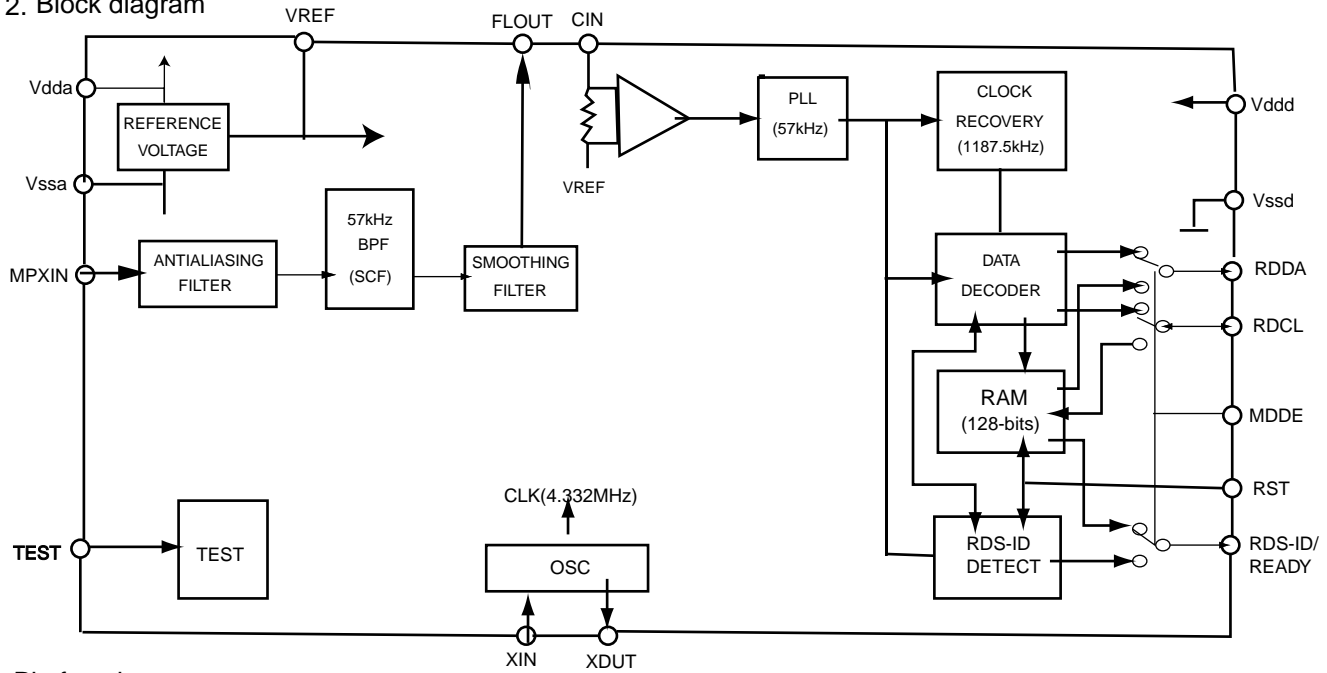 2. Block diagram
VREF
FLOUT
CIN
Vdda
REFERENCE
VOLTAGE
Vssa
VREF
PLL
(57kHz)
CLOCK
RECOVERY
(1187.5kHz)
Vddd
Vssd
MPXIN
ANTIALIASING
FILTER
57kHz
BPF
(SCF)
SMOOTHING
FILTER
DATA
DECODER
RDDA
RDCL
RAM
(128-bits)
MDDE
RST
CLK(4.332MHz)
TEST
TEST
OSC
RDS-ID
DETECT
RDS-ID/
READY
XIN
XDUT